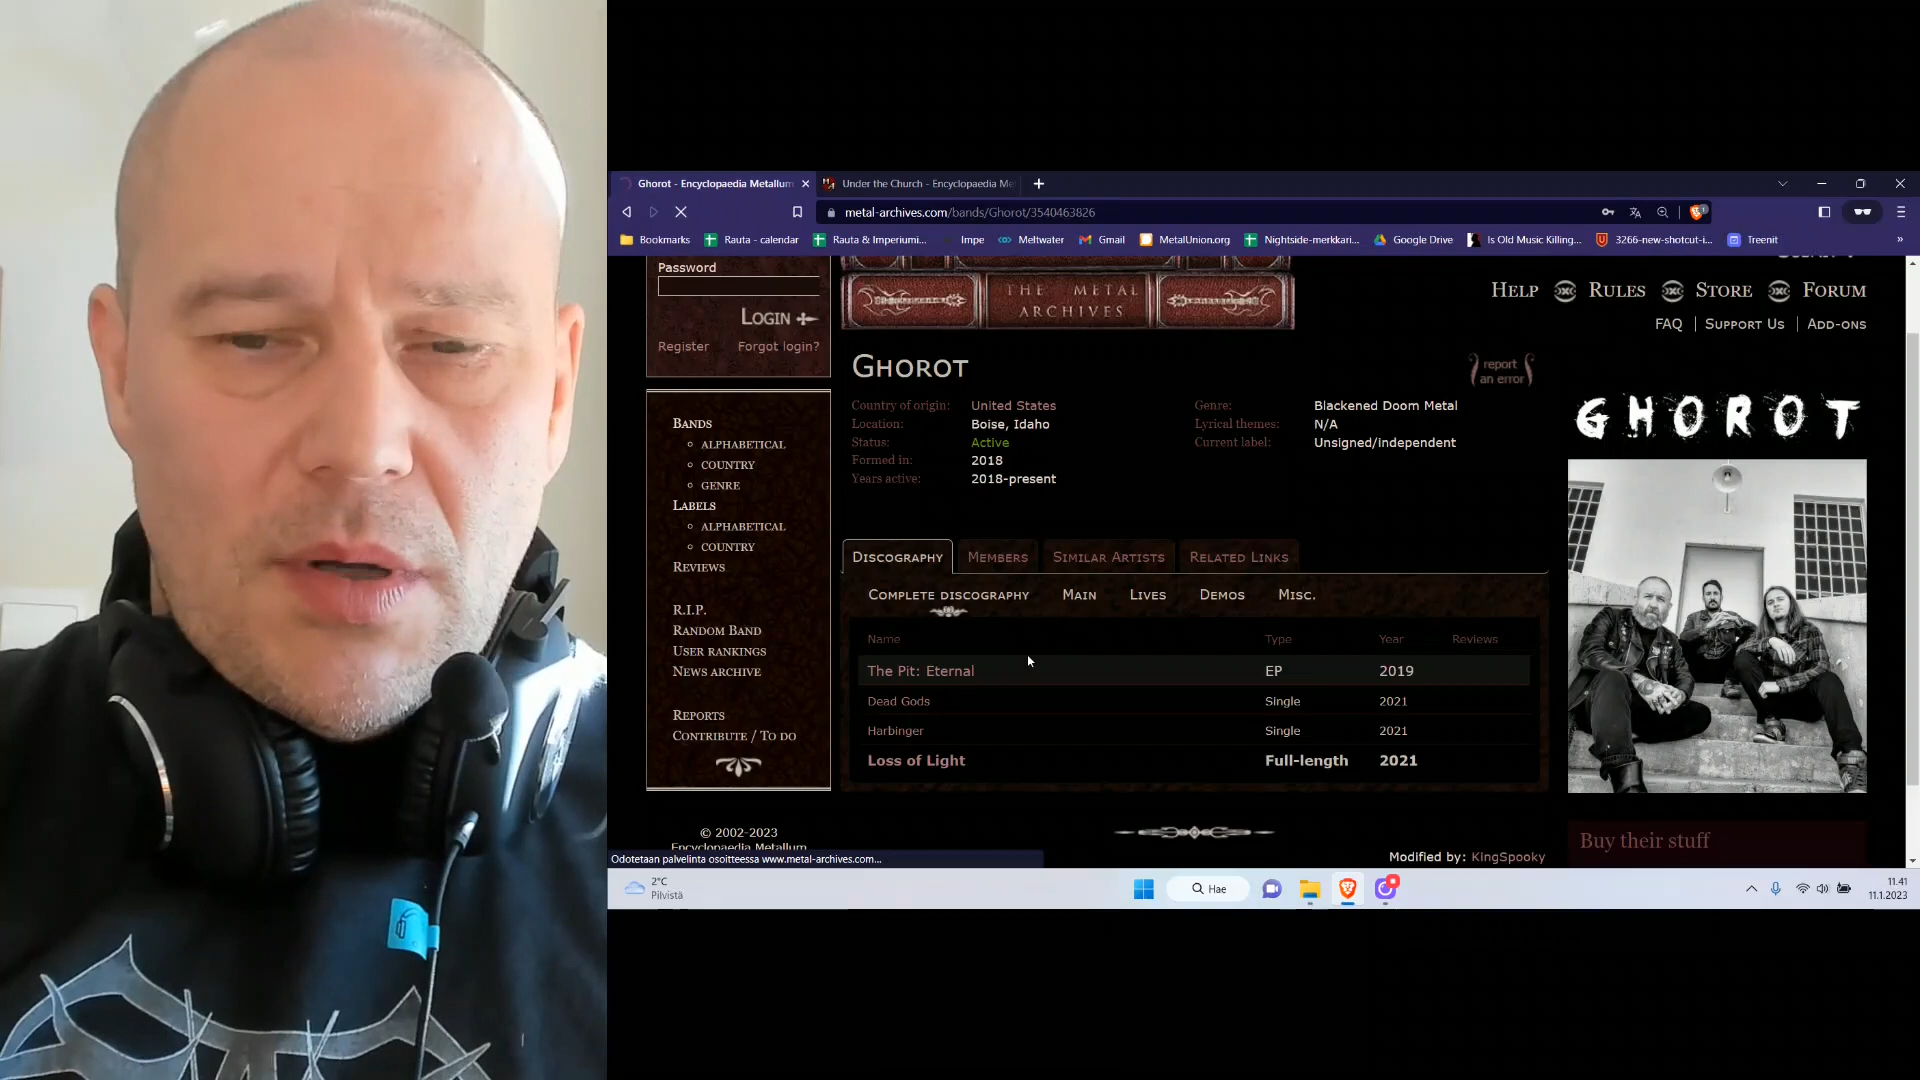 Ghorot - Encyclopaedia Metallum
Under the Church - Encyclopaedia Me
metal-archives.com/bands/Ghorot/3540463826
Bookmarks
Rauta - calendar
Rauta & Imperiumi...
Impe
Meltwater
Gmail
MetalUnion.org
Nightside-merkkari...
Google Drive
Is Old Music Killing...
3266-new-shotcut-i...
Treenit
»
Password
LOGIN
Register Forgot login?
THE METAL
ARCHIVES
HELP RULES STORE FORUM
FAQ | SUPPORT US | ADD-ONS
GHOROT
report
an error
Country of origin: United States
Location: Boise, Idaho
Status: Active
Formed in: 2018
Years active: 2018-present
Genre: Blackened Doom Metal
Lyrical themes: N/A
Current label: Unsigned/independent
GHOROT
BANDS
ALPHABETICAL
COUNTRY
GENRE
LABELS
ALPHABETICAL
COUNTRY
REVIEWS
R.I.P.
RANDOM BAND
USER RANKINGS
NEWS ARCHIVE
REPORTS
CONTRIBUTE / TO DO
DISCOGRAPHY MEMBERS SIMILAR ARTISTS RELATED LINKS
COMPLETE DISCOGRAPHY MAIN LIVES DEMOS MISC.
Name Type Year Reviews
The Pit: Eternal EP 2019
Dead Gods Single 2021
Harbinger Single 2021
Loss of Light Full-length 2021
© 2002-2023
Encyclopaedia Metallum
Modified by: KingSpooky
Buy their stuff
Odotetaan palvelinta osoitteessa www.metal-archives.com...
2°C
Pilvistä
Hae
11.41
11.1.2023